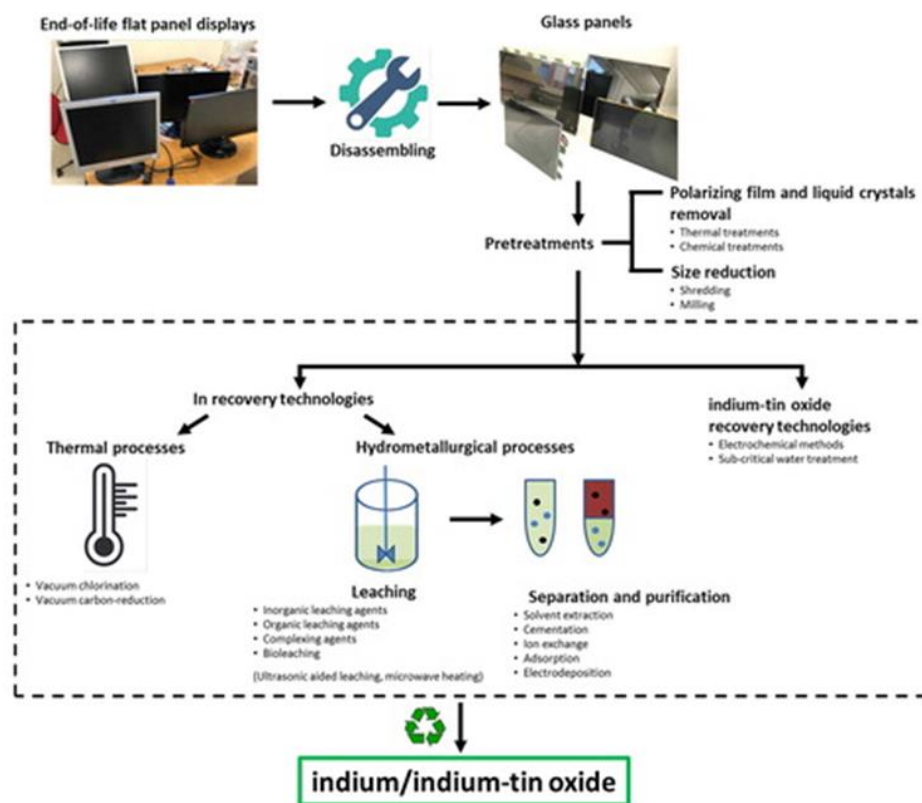 End-of-life flat panel displays
Glass panels
Disassembling
Pretreatments
Polarizing film and liquid crystals
removal
• Thermal treatments
• Chemical treatments
Size reduction
• Shredding
• Milling
In recovery technologies
indium-tin oxide
recovery technologies
• Electrochemical methods
• Sub-critical water treatment
Thermal processes
• Vacuum chlorination
• Vacuum carbon-reduction
Hydrometallurgical processes
Leaching
• Inorganic leaching agents
• Organic leaching agents
• Complexing agents
• Bioleaching
(Ultrasonic aided leaching, microwave heating)
Separation and purification
• Solvent extraction
• Cementation
• Ion exchange
• Adsorption
• Electrodeposition
indium/indium-tin oxide